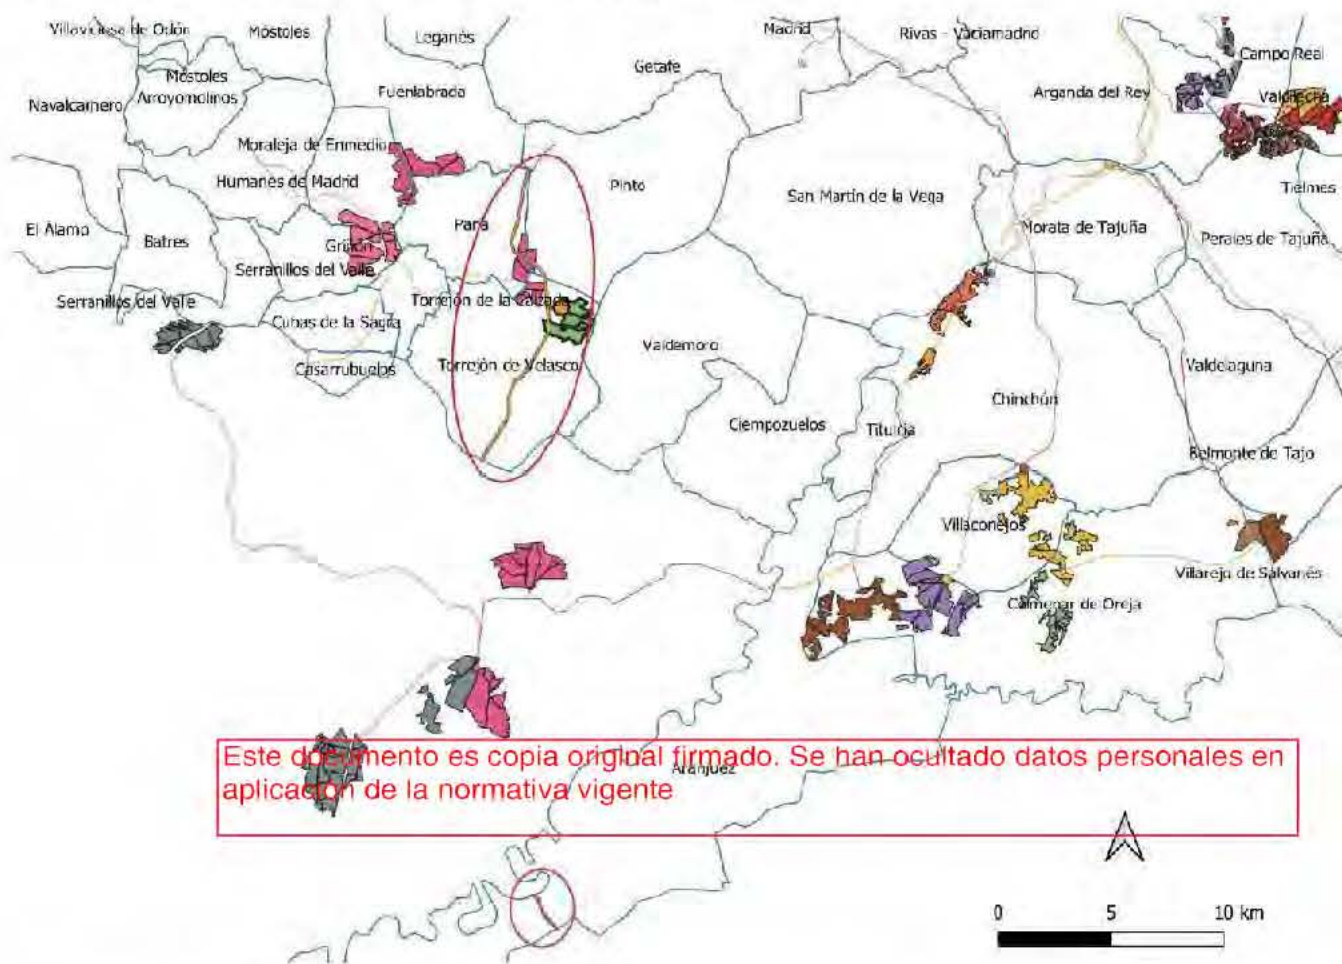 Villaviciosa de Odón
Móstoles
Leganés
Madrid
Rivas - Vaciamadrid
Campo Real
Getafe
Móstoles
Fuenlabrada
Arganda del Rey
Valdilecha
Navalcarnero
Arroyomolinos
Moraleja de Enmedio
Humanes de Madrid
Pinto
San Martín de la Vega
Tielmes
El Álamo
Batres
Griñón
Parla
Morata de Tajuña
Perales de Tajuña
Serranillos del Valle
Serranillos del Valle
Torrejón de la Calzada
Cubas de la Sagra
Casarrubuelos
Torrejón de Velasco
Valdemoro
Valdelaguna
Chinchón
Ciempozuelos
Titulcia
Belmonte de Tajo
Villaconejos
Villarejo de Salvanés
Colmenar de Oreja
Este documento es copia original firmado. Se han ocultado datos personales en
aplicación de la normativa vigente
Aranjuez
0 5 10 km